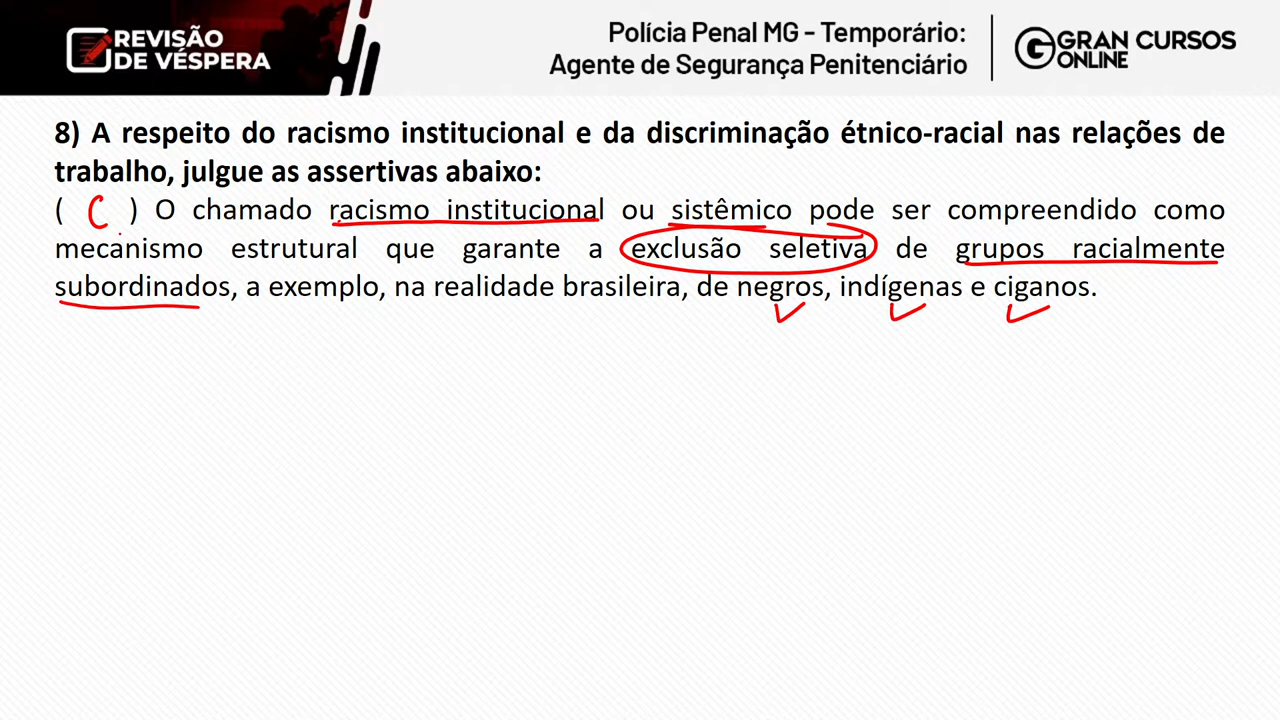 REVISÃO
DE VÉSPERA
Polícia Penal MG - Temporário:
Agente de Segurança Penitenciário
GRAN CURSOS
ONLINE
8) A respeito do racismo institucional e da discriminação étnico-racial nas relações de
trabalho, julgue as assertivas abaixo:
( C ) O chamado racismo institucional ou sistêmico pode ser compreendido como
mecanismo estrutural que garante a exclusão seletiva de grupos racialmente
subordinados, a exemplo, na realidade brasileira, de negros, indígenas e ciganos.